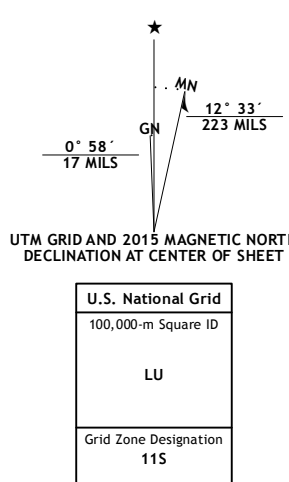 ★
MN
GN
12° 33´
223 MILS
0° 58´
17 MILS
UTM GRID AND 2015 MAGNETIC NORT
DECLINATION AT CENTER OF SHEET
U.S. National Grid
100,000-m Square ID
LU
Grid Zone Designation
11S